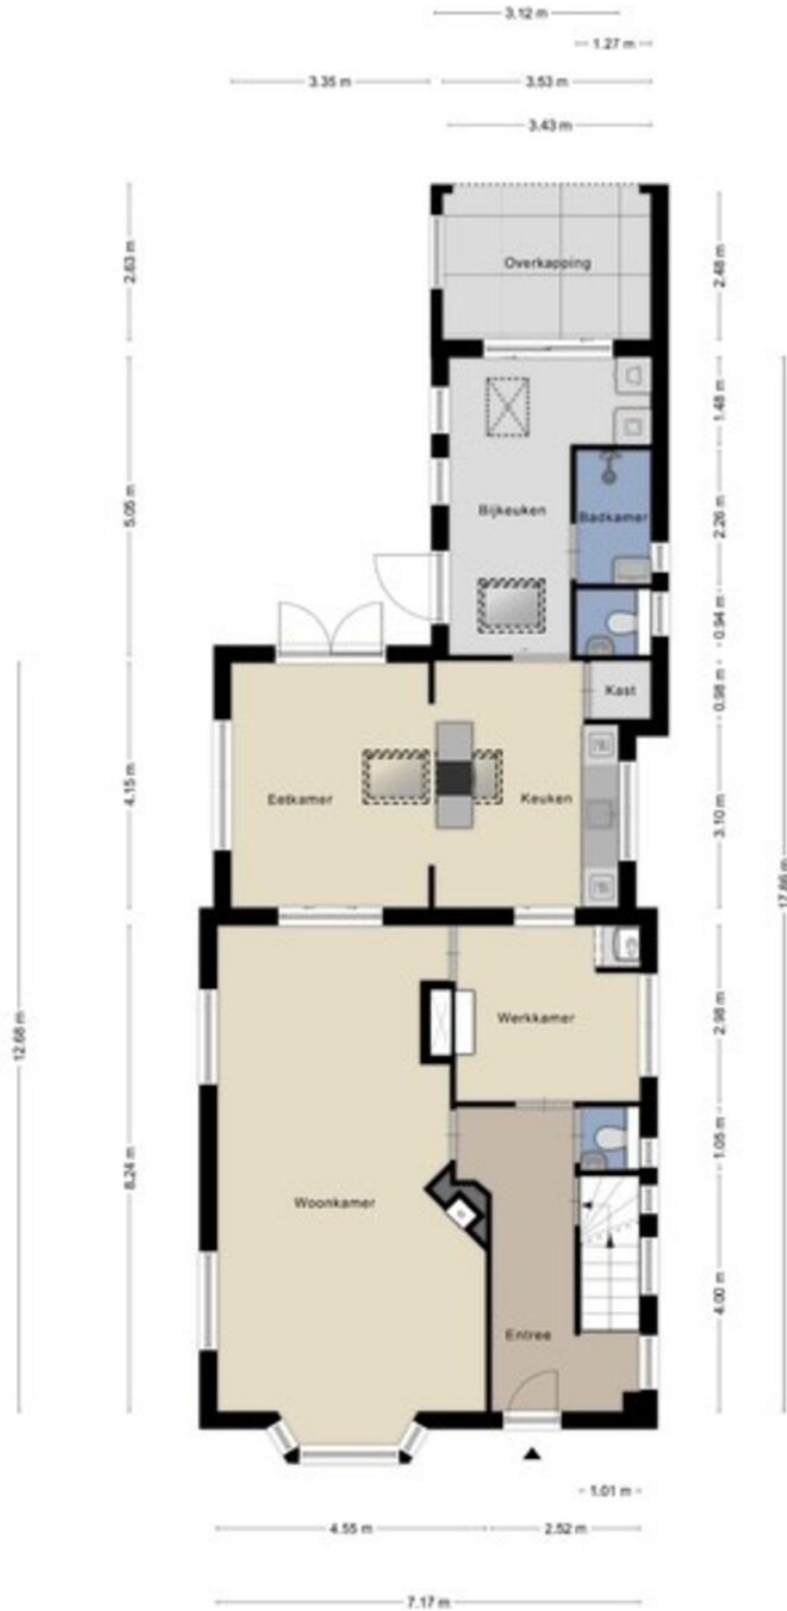 3.12 m
1.27 m
3.35 m
3.53 m
3.43 m
2.63 m
2.48 m
Overkapping
1.48 m
5.05 m
Bijkeuken
Badkamer
2.26 m
0.94 m
0.98 m
Kast
4.15 m
Eetkamer
Keuken
3.10 m
17.66 m
12.68 m
Werkkamer
2.98 m
1.05 m
8.24 m
Woonkamer
4.00 m
Entree
1.01 m
4.55 m
2.52 m
7.17 m